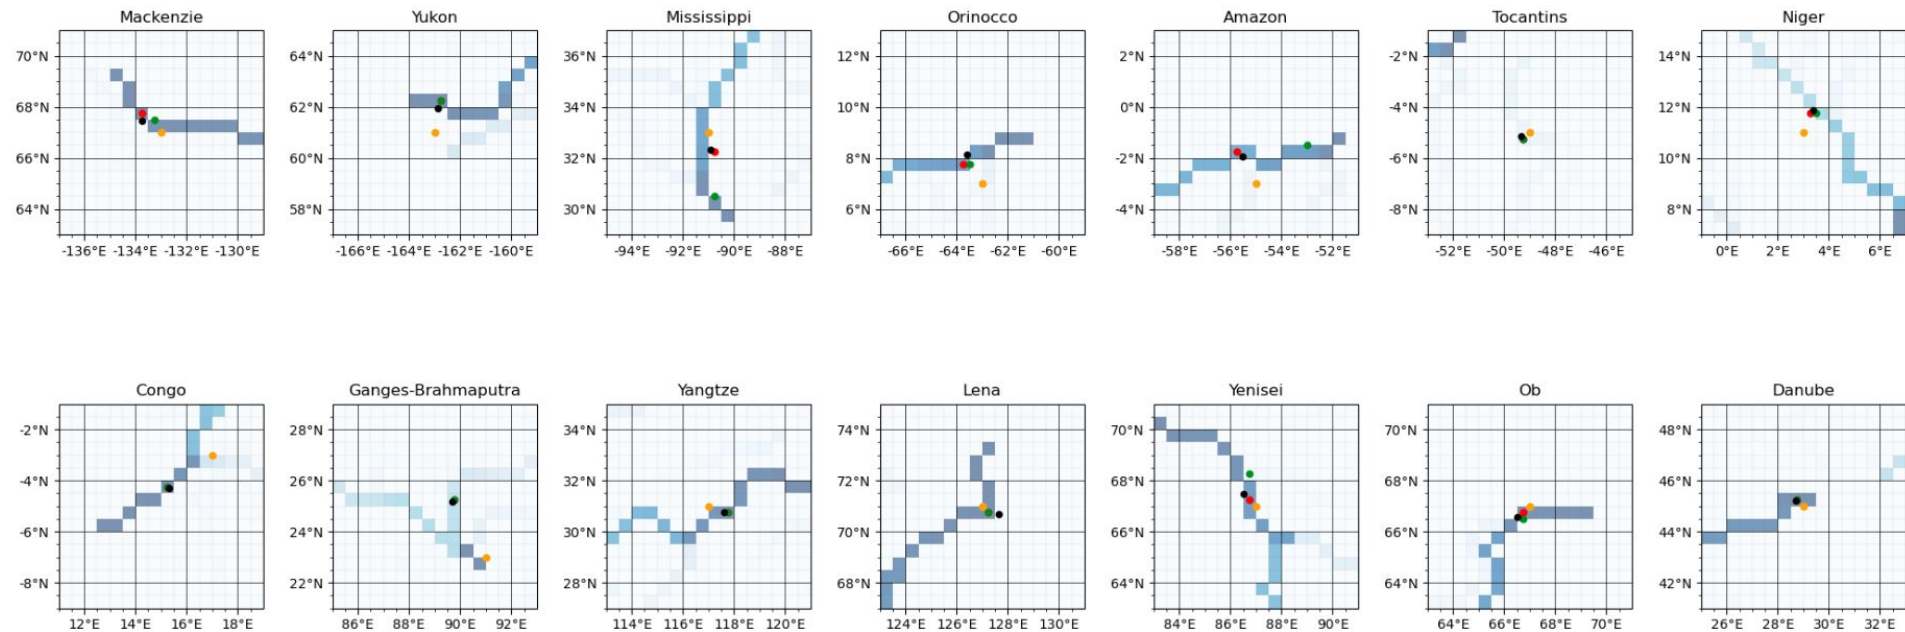 Mackenzie Yukon Mississippi Orinocco Amazon Tocantins Niger
70°N 64°N 36°N 12°N 2°N -2°N 14°N
68°N 62°N 34°N 10°N 0°N -4°N 12°N
66°N 60°N 32°N 8°N -2°N -6°N 10°N
64°N 58°N 30°N 6°N -4°N -8°N 8°N
-136°E -134°E -132°E -130°E -166°E -164°E -162°E -160°E -94°E -92°E -90°E -88°E -66°E -64°E -62°E -60°E -58°E -56°E -54°E -52°E -52°E -50°E -48°E -46°E 0°E 2°E 4°E 6°E
Congo Ganges-Brahmaputra Yangtze Lena Yenisei Ob Danube
-2°N 28°N 34°N 74°N 70°N 70°N 48°N
-4°N 26°N 32°N 72°N 68°N 68°N 46°N
-6°N 24°N 30°N 70°N 66°N 66°N 44°N
-8°N 22°N 28°N 68°N 64°N 64°N 42°N
12°E 14°E 16°E 18°E 86°E 88°E 90°E 92°E 114°E 116°E 118°E 120°E 124°E 126°E 128°E 130°E 84°E 86°E 88°E 90°E 64°E 66°E 68°E 70°E 26°E 28°E 30°E 32°E